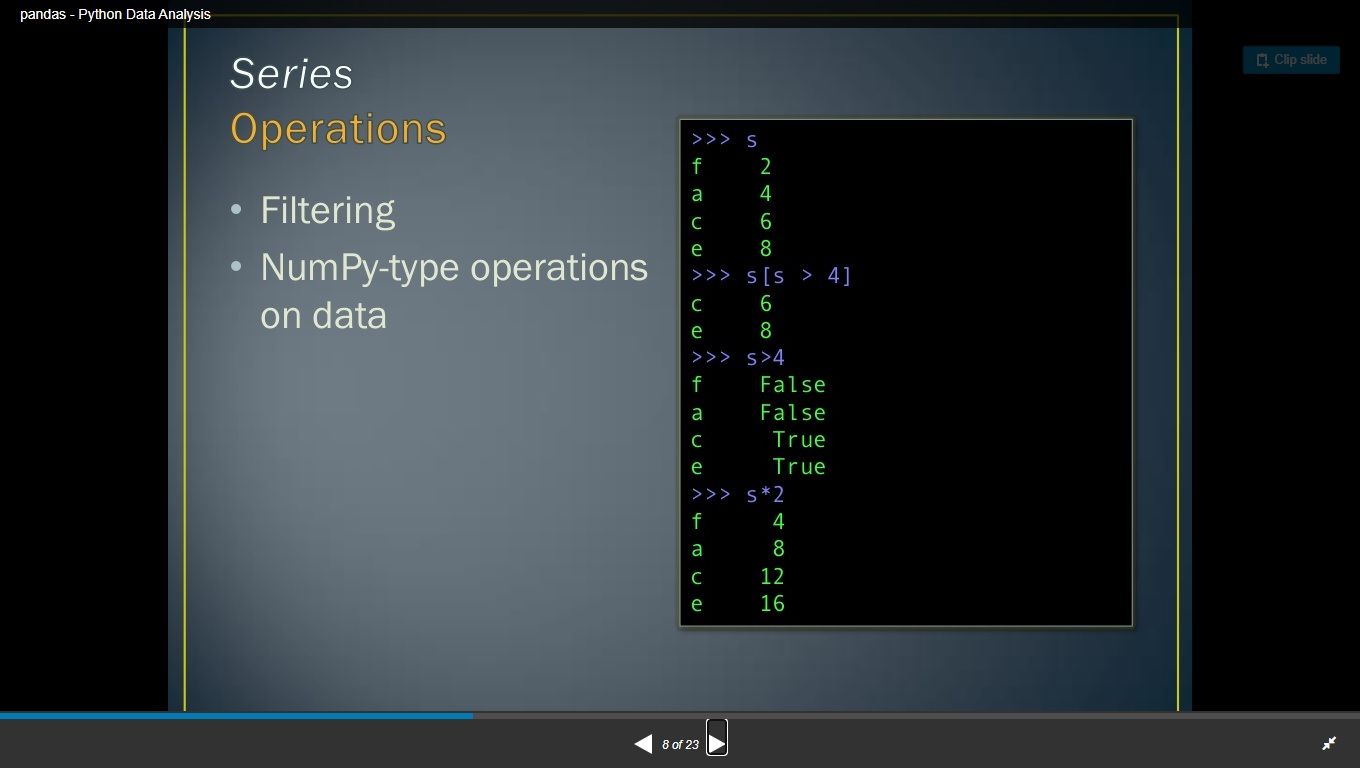 pandas - Python Data Analysis
Clip slide
Series
Operations
• Filtering
• NumPy-type operations
on data
>>> s
f    2
a    4
c    6
e    8
>>> s[s > 4]
c    6
e    8
>>> s>4
f    False
a    False
c     True
e     True
>>> s*2
f     4
a     8
c    12
e    16
8 of 23